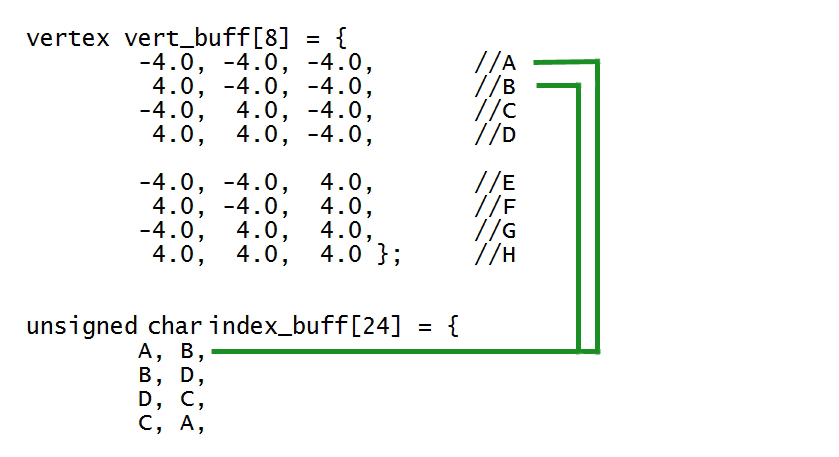 vertex vert_buff[8] = {
-4.0, -4.0, -4.0, //A
4.0, -4.0, -4.0, //B
-4.0, 4.0, -4.0, //C
4.0, 4.0, -4.0, //D
-4.0, -4.0, 4.0, //E
4.0, -4.0, 4.0, //F
-4.0, 4.0, 4.0, //G
4.0, 4.0, 4.0 }; //H
unsigned char index_buff[24] = {
A, B,
B, D,
D, C,
C, A,